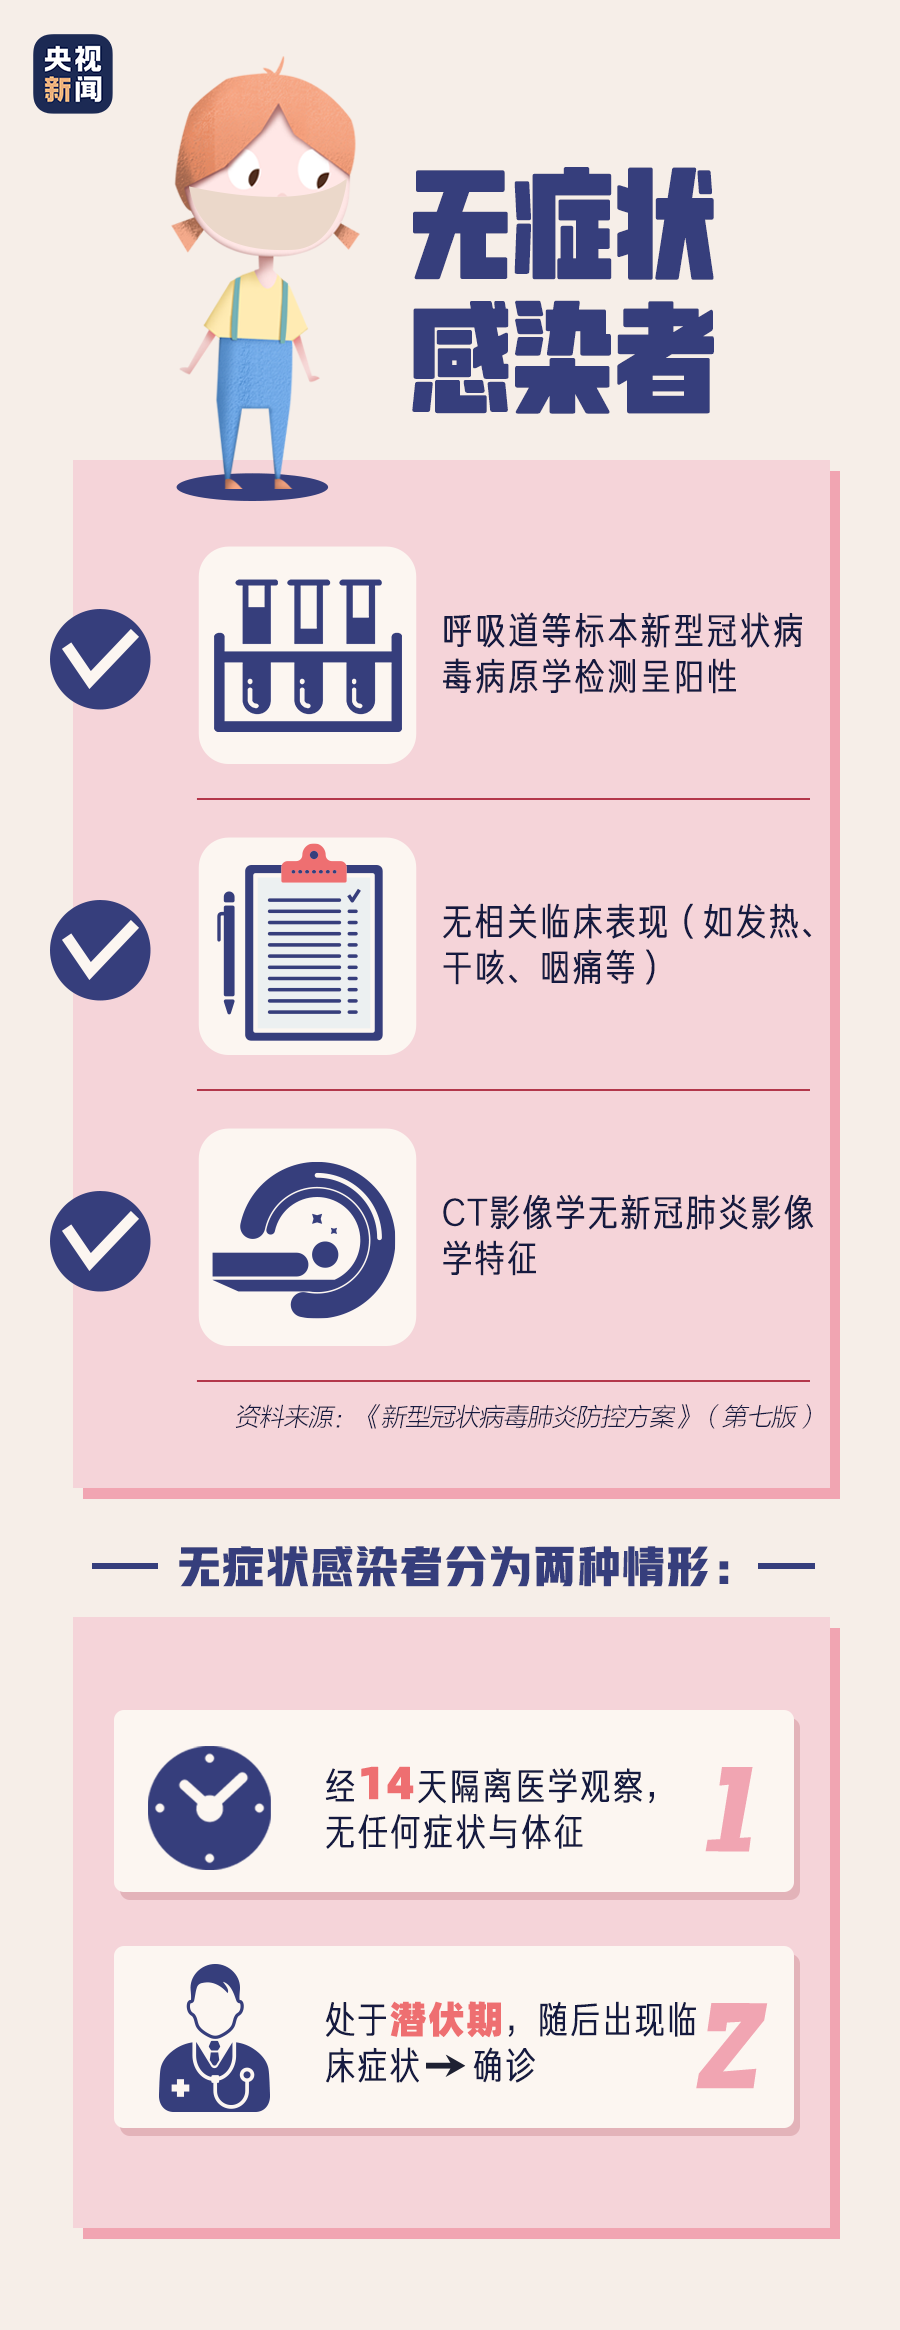 央视
新闻
无症状
感染者
呼吸道等标本新型冠状病
毒病原学检测呈阳性
无相关临床表现（如发热、
干咳、咽痛等）
CT影像学无新冠肺炎影像
学特征
资料来源：《新型冠状病毒肺炎防控方案》（第七版）
无症状感染者分为两种情形：
经14天隔离医学观察，
无任何症状与体征
1
处于潜伏期，随后出现临
床症状→确诊
2